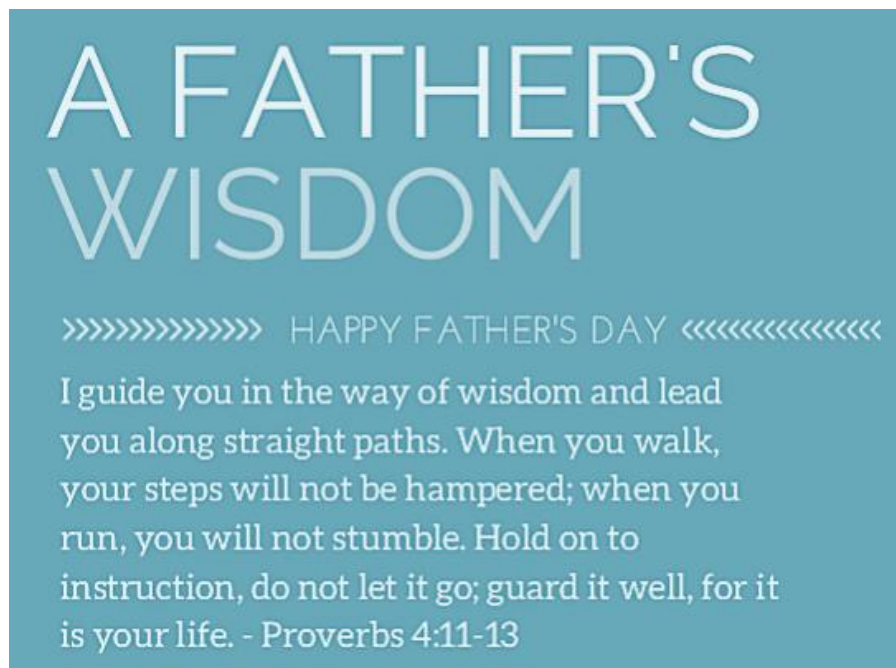 A FATHER'S
WISDOM
>>>>>>>>>>>>>>> HAPPY FATHER'S DAY <<<<<<<<<<<<<<<<<
I guide you in the way of wisdom and lead
you along straight paths. When you walk,
your steps will not be hampered; when you
run, you will not stumble. Hold on to
instruction, do not let it go; guard it well, for it
is your life. - Proverbs 4:11-13